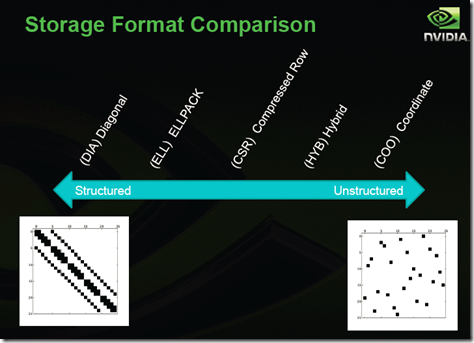 Storage Format Comparison
NVIDIA
(DIA) Diagonal
(ELL) ELLPACK
(CSR) Compressed Row
(HYB) Hybrid
(COO) Coordinate
Structured
Unstructured